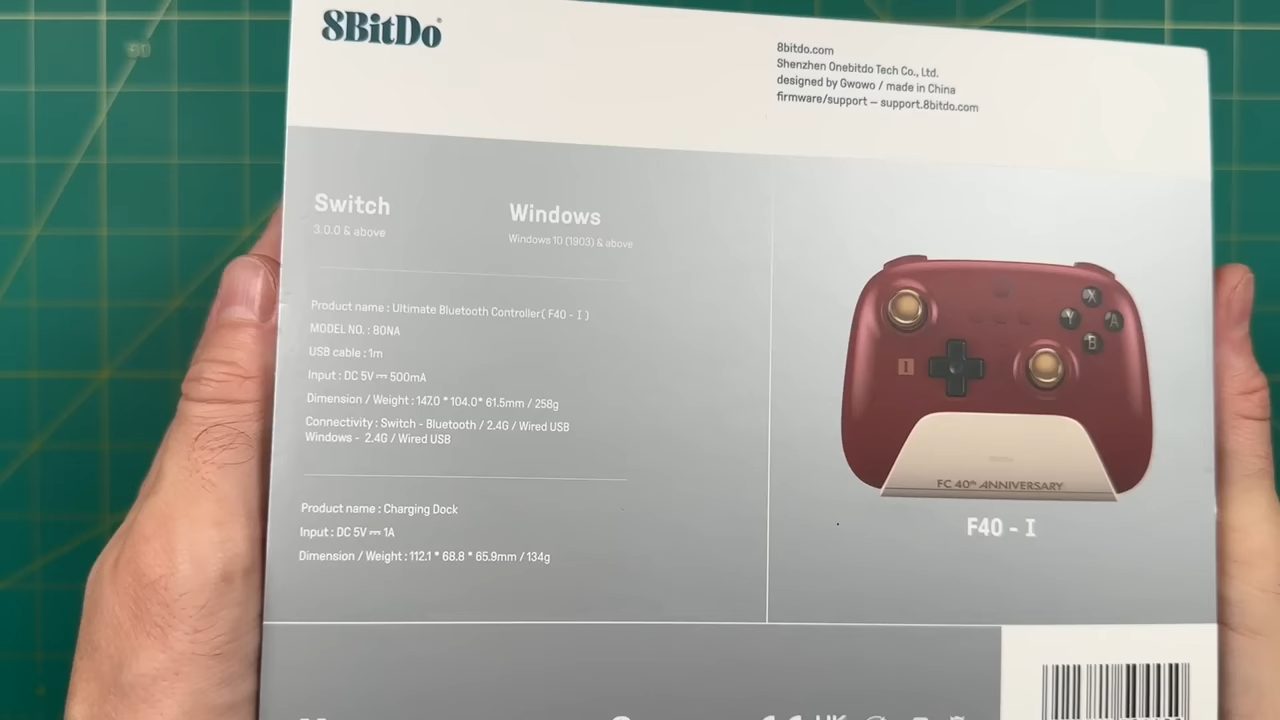 8BitDo
8bitdo.com
Shenzhen Onebitdo Tech Co., Ltd.
designed by Gwowo / made in China
firmware/support – support.8bitdo.com
Switch
3.0.0 & above
Windows
Windows 10 (1903) & above
Product name : Ultimate Bluetooth Controller( F40 - I )
MODEL NO. : 80NA
USB cable : 1m
Input : DC 5V ⎓ 500mA
Dimension / Weight : 147.0 * 104.0 * 61.5mm / 258g
Connectivity : Switch - Bluetooth / 2.4G / Wired USB
Windows - 2.4G / Wired USB
Product name : Charging Dock
Input : DC 5V ⎓ 1A
Dimension / Weight : 112.1 * 68.8 * 65.9mm / 134g
X
Y
A
B
I
FC 40th ANNIVERSARY
F40 - I